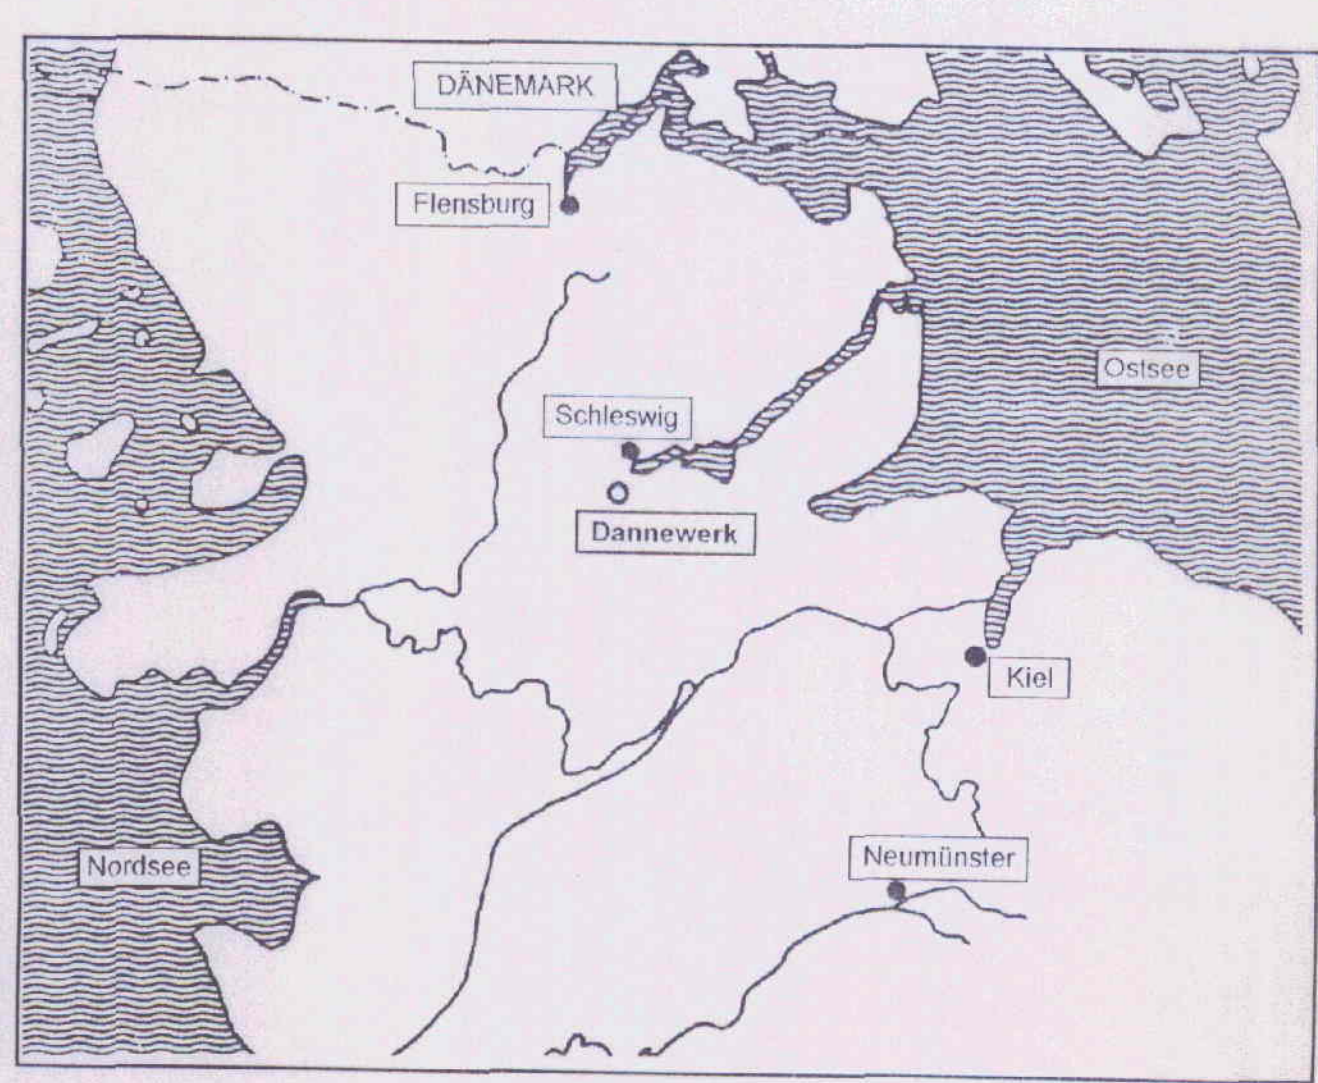 DÄNEMARK
Flensburg
Ostsee
Schleswig
Dannewerk
Kiel
Neumünster
Nordsee